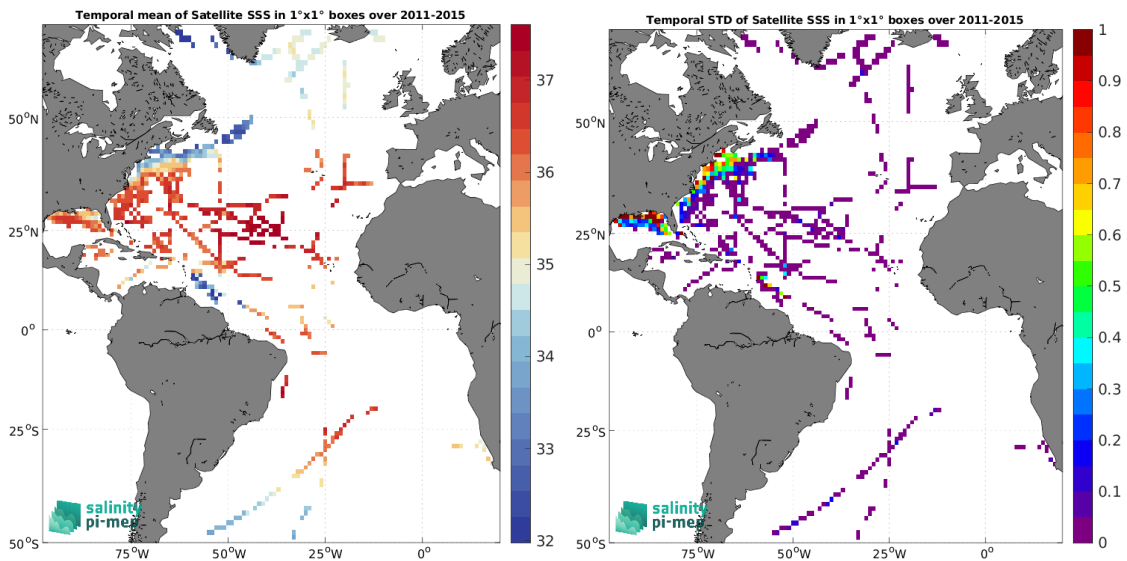 Temporal mean of Satellite SSS in 1°x1° boxes over 2011-2015
50°N
25°N
0°
25°S
50°S
75°W
50°W
25°W
0°
37
36
35
34
33
32
salinity
pi-mep
Temporal STD of Satellite SSS in 1°x1° boxes over 2011-2015
50°N
25°N
0°
25°S
50°S
75°W
50°W
25°W
0°
1
0.9
0.8
0.7
0.6
0.5
0.4
0.3
0.2
0.1
0
salinity
pi-mep